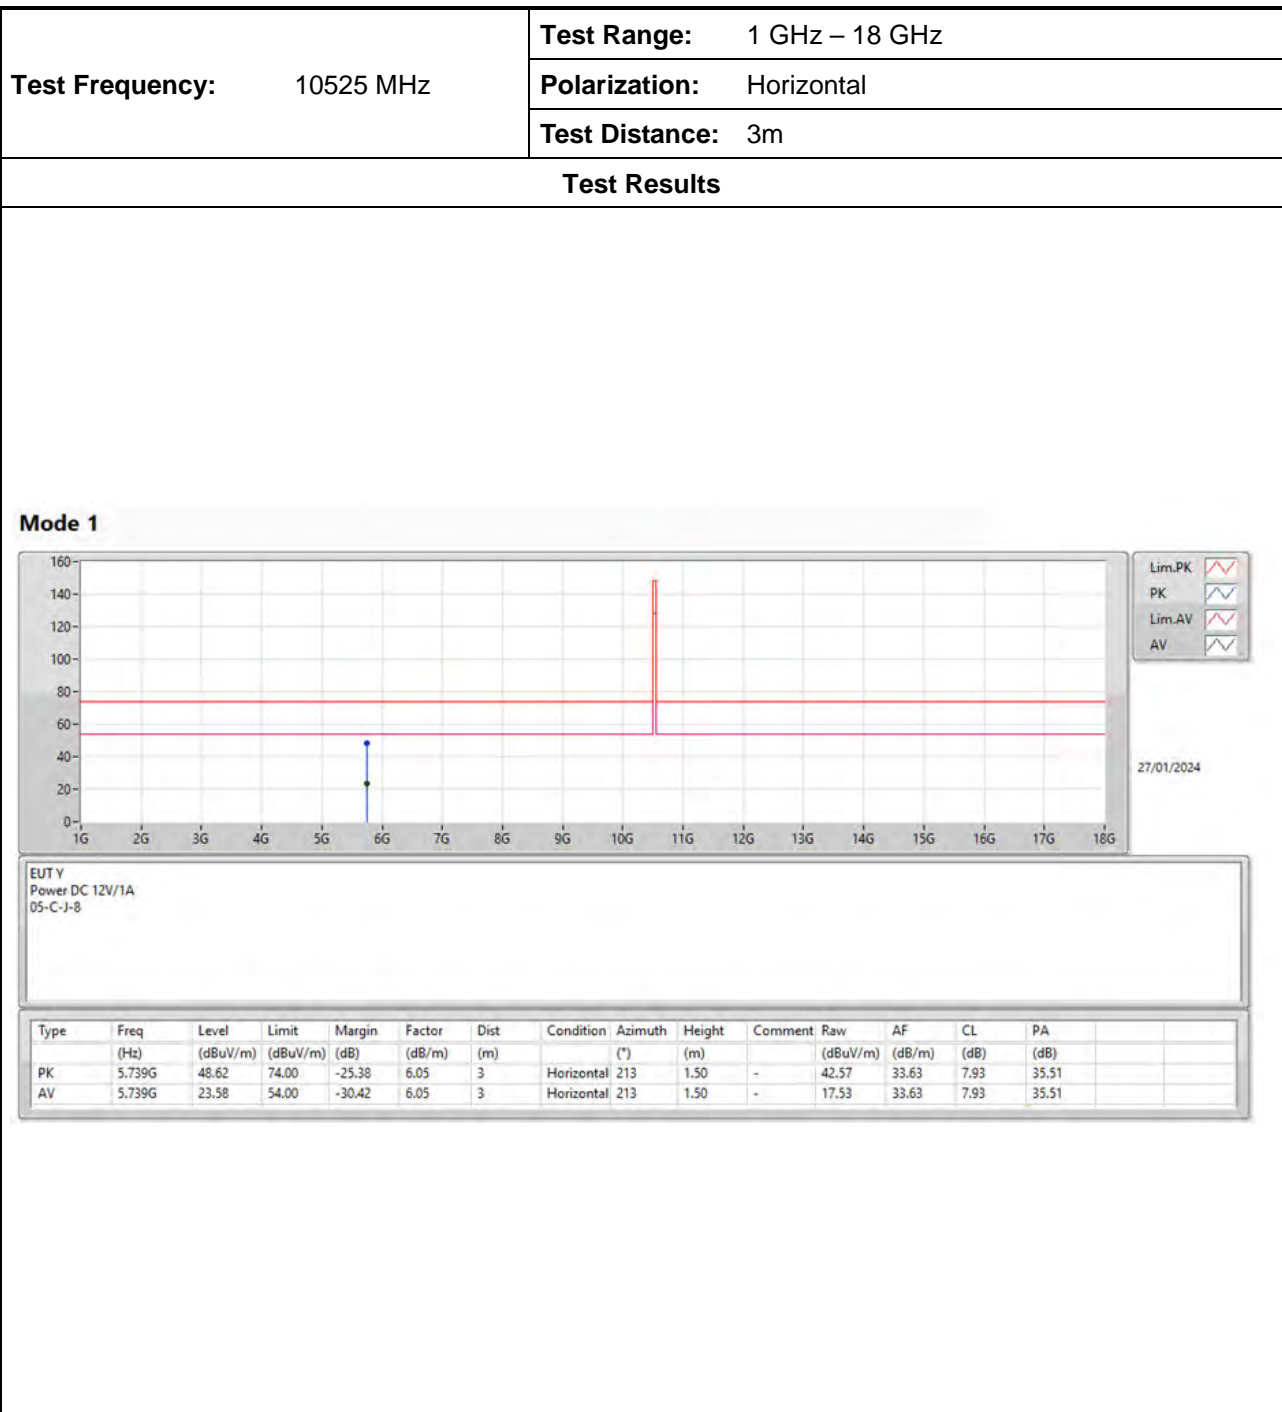 Test Frequency: 10525 MHz
Test Range: 1 GHz – 18 GHz
Polarization: Horizontal
Test Distance: 3m
Test Results
Mode 1
160
140
120
100
80
60
40
20
0
1G 2G 3G 4G 5G 6G 7G 8G 9G 10G 11G 12G 13G 14G 15G 16G 17G 18G
Lim.PK
PK
Lim.AV
AV
27/01/2024
EUT Y
Power DC 12V/1A
05-C-J-8
Type Freq Level Limit Margin Factor Dist Condition Azimuth Height Comment Raw AF CL PA
(Hz) (dBuV/m) (dBuV/m) (dB) (dB/m) (m) (°) (m) (dBuV/m) (dB/m) (dB) (dB)
PK 5.739G 48.62 74.00 -25.38 6.05 3 Horizontal 213 1.50 - 42.57 33.63 7.93 35.51
AV 5.739G 23.58 54.00 -30.42 6.05 3 Horizontal 213 1.50 - 17.53 33.63 7.93 35.51